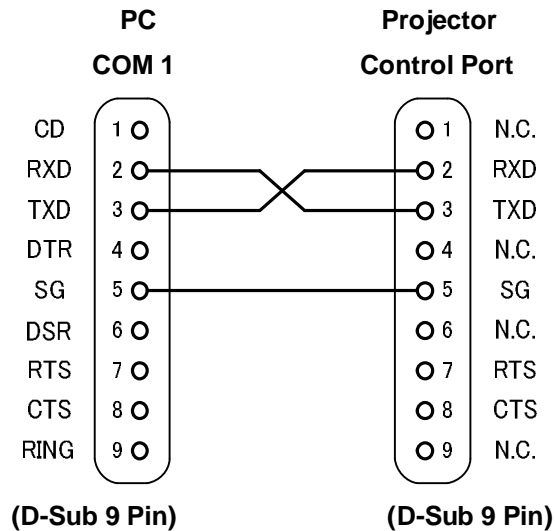 PC Projector
COM 1 Control Port
CD 1 1 N.C.
RXD 2 2 RXD
TXD 3 3 TXD
DTR 4 4 N.C.
SG 5 5 SG
DSR 6 6 N.C.
RTS 7 7 RTS
CTS 8 8 CTS
RING 9 9 N.C.
(D-Sub 9 Pin) (D-Sub 9 Pin)